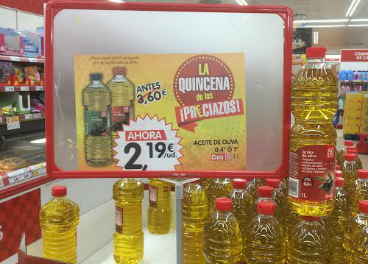 LA
QUINCENA
de los
¡PRECIAZOS!
ANTES
3,60€
AHORA
2,19€
/ud.
ACEITE DE OLIVA
0.4° Ó 1°
Dia
1L